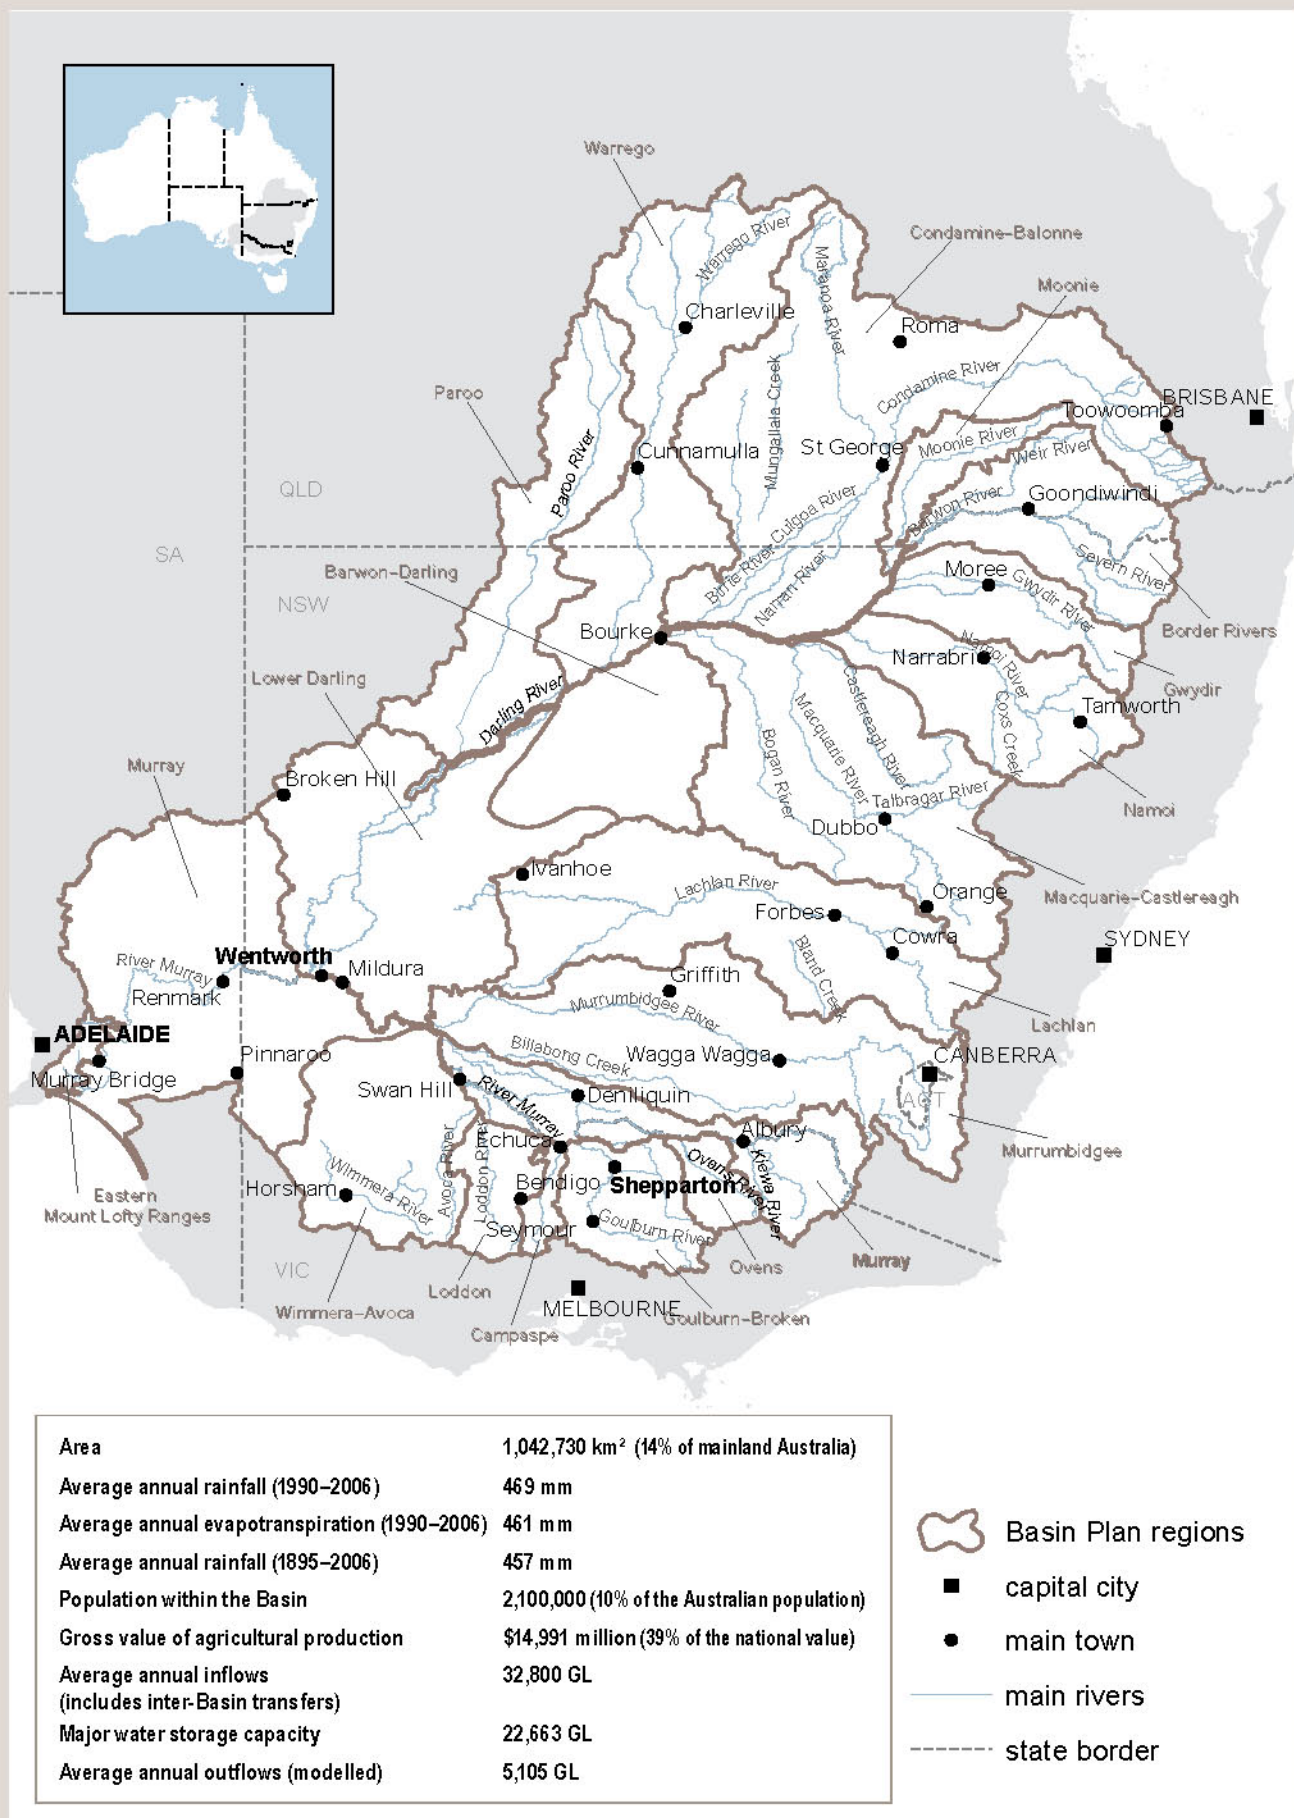 Warrego
Warrego River
Condamine–Balonne
Maranoa River
Moonie
Charleville
Roma
Mungallala Creek
Condamine River
Paroo
BRISBANE
Toowoomba
Paroo River
Cunnamulla
St George
Moonie River
Weir River
QLD
Culgoa River
Barwon River
Goondiwindi
SA
Barwon–Darling
Birrie River
Narran River
Moree
Severn River
NSW
Gwydir River
Bourke
Border Rivers
Narrabri
Namoi River
Lower Darling
Darling River
Castlereagh River
Gwydir
Macquarie River
Coxs Creek
Tamworth
Bogan River
Murray
Broken Hill
Talbragar River
Namoi
Dubbo
Ivanhoe
Lachlan River
Orange
Macquarie–Castlereagh
Forbes
Cowra
SYDNEY
Wentworth
River Murray
Mildura
Griffith
Bland Creek
Renmark
Murrumbidgee River
Lachlan
ADELAIDE
Pinnaroo
Billabong Creek
Wagga Wagga
CANBERRA
Murray Bridge
Swan Hill
River Murray
Deniliquin
ACT
Echuca
Albury
Murrumbidgee
Avoca River
Loddon River
Ovens River
Kiewa River
Wimmera River
Horsham
Bendigo
Shepparton
Eastern
Mount Lofty Ranges
Seymour
Goulburn River
VIC
Ovens
Murray
Loddon
Wimmera–Avoca
MELBOURNE
Goulburn–Broken
Campaspe
Area 1,042,730 km² (14% of mainland Australia)
Average annual rainfall (1990–2006) 469 mm
Average annual evapotranspiration (1990–2006) 461 mm
Average annual rainfall (1895–2006) 457 mm
Population within the Basin 2,100,000 (10% of the Australian population)
Gross value of agricultural production $14,991 million (39% of the national value)
Average annual inflows 32,800 GL
(includes inter-Basin transfers)
Major water storage capacity 22,663 GL
Average annual outflows (modelled) 5,105 GL
Basin Plan regions
capital city
main town
main rivers
state border